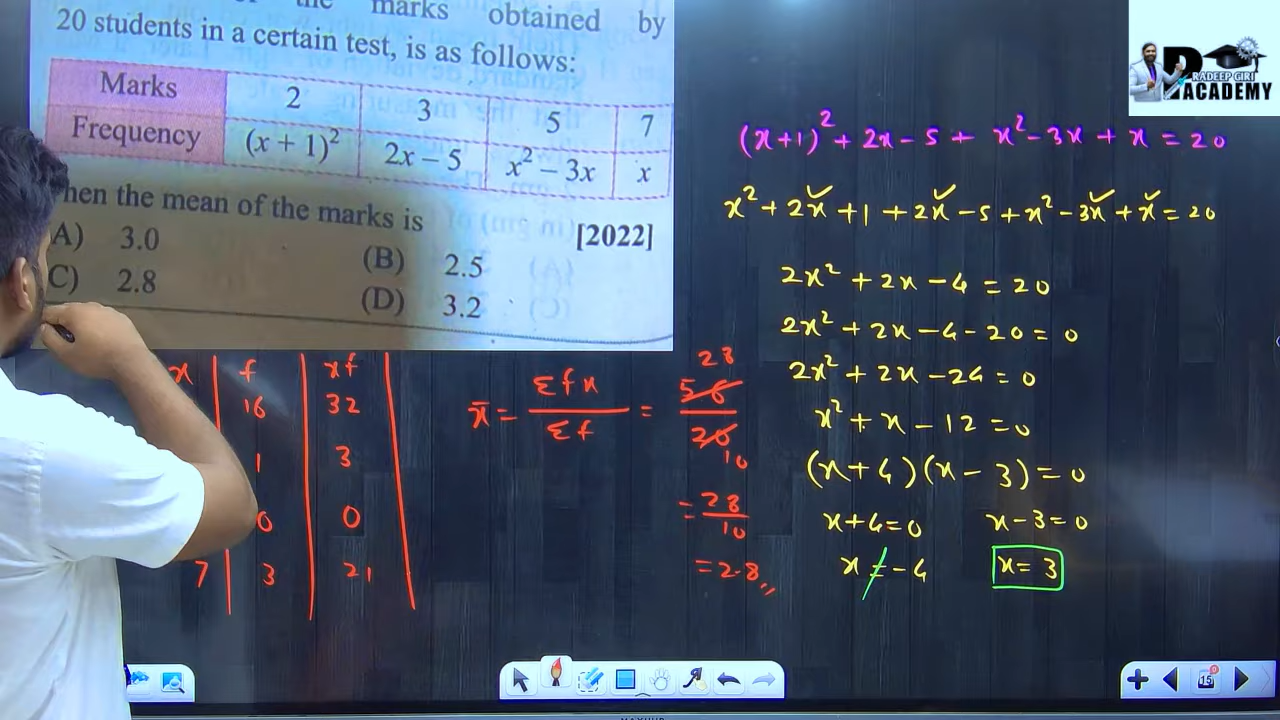 the marks obtained by
20 students in a certain test, is as follows:
Marks 2 3 5 7
Frequency (x + 1)² 2x – 5 x² – 3x x
hen the mean of the marks is [2022]
A) 3.0 (B) 2.5
C) 2.8 (D) 3.2
RADEEP GIRI
ACADEMY
(x+1)² + 2x - 5 + x² - 3x + x = 20
x² + 2x + 1 + 2x - 5 + x² - 3x + x = 20
2x² + 2x - 4 = 20
2x² + 2x - 4 - 20 = 0
2x² + 2x - 24 = 0
x² + x - 12 = 0
(x + 4)(x - 3) = 0
x+4=0 x-3=0
x = -4 x = 3
x f xf
16 32
1 3
0 0
7 3 21
x̄ = Σfx / Σf = 56 / 20
28
10
= 28 / 10
= 2.8,,
15